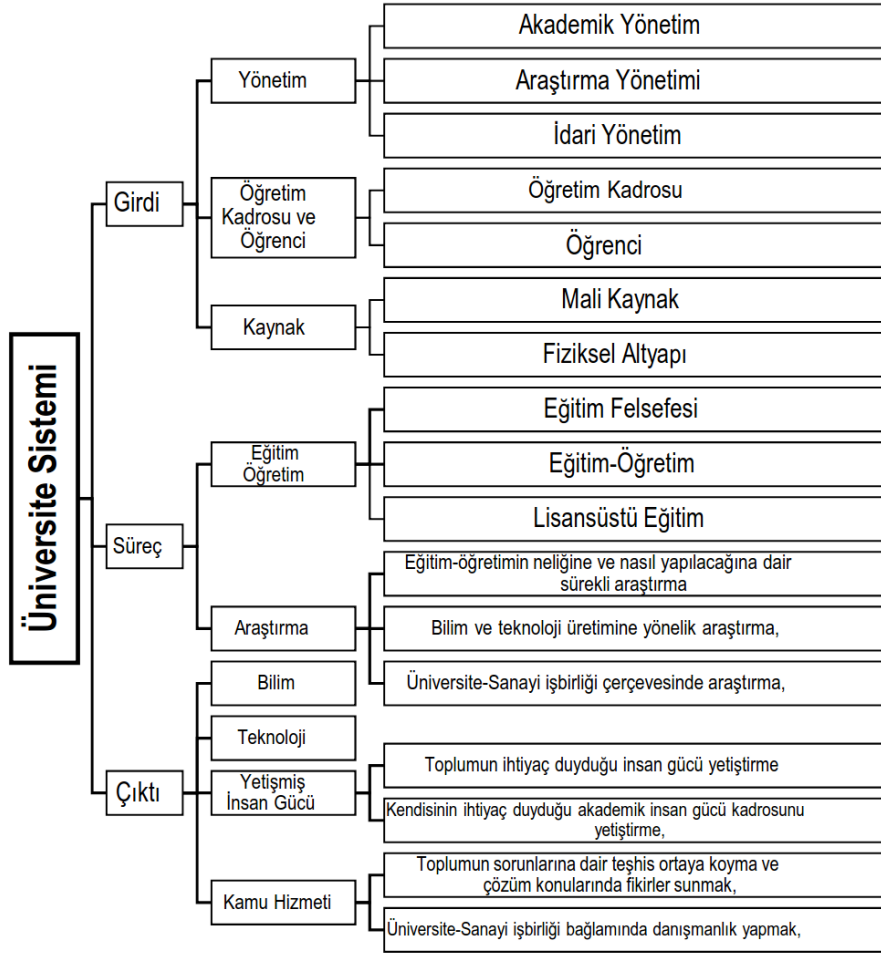 Üniversite Sistemi
Girdi
Yönetim
Akademik Yönetim
Araştırma Yönetimi
İdari Yönetim
Öğretim
Kadrosu ve
Öğrenci
Öğretim Kadrosu
Öğrenci
Kaynak
Mali Kaynak
Fiziksel Altyapı
Süreç
Eğitim
Öğretim
Eğitim Felsefesi
Eğitim-Öğretim
Lisansüstü Eğitim
Araştırma
Eğitim-öğretimin neliğine ve nasıl yapılacağına dair
sürekli araştırma
Bilim ve teknoloji üretimine yönelik araştırma,
Üniversite-Sanayi işbirliği çerçevesinde araştırma,
Çıktı
Bilim
Teknoloji
Yetişmiş
İnsan Gücü
Toplumun ihtiyaç duyduğu insan gücü yetiştirme
Kendisinin ihtiyaç duyduğu akademik insan gücü kadrosunu
yetiştirme,
Kamu Hizmeti
Toplumun sorunlarına dair teşhis ortaya koyma ve
çözüm konularında fikirler sunmak,
Üniversite-Sanayi işbirliği bağlamında danışmanlık yapmak,